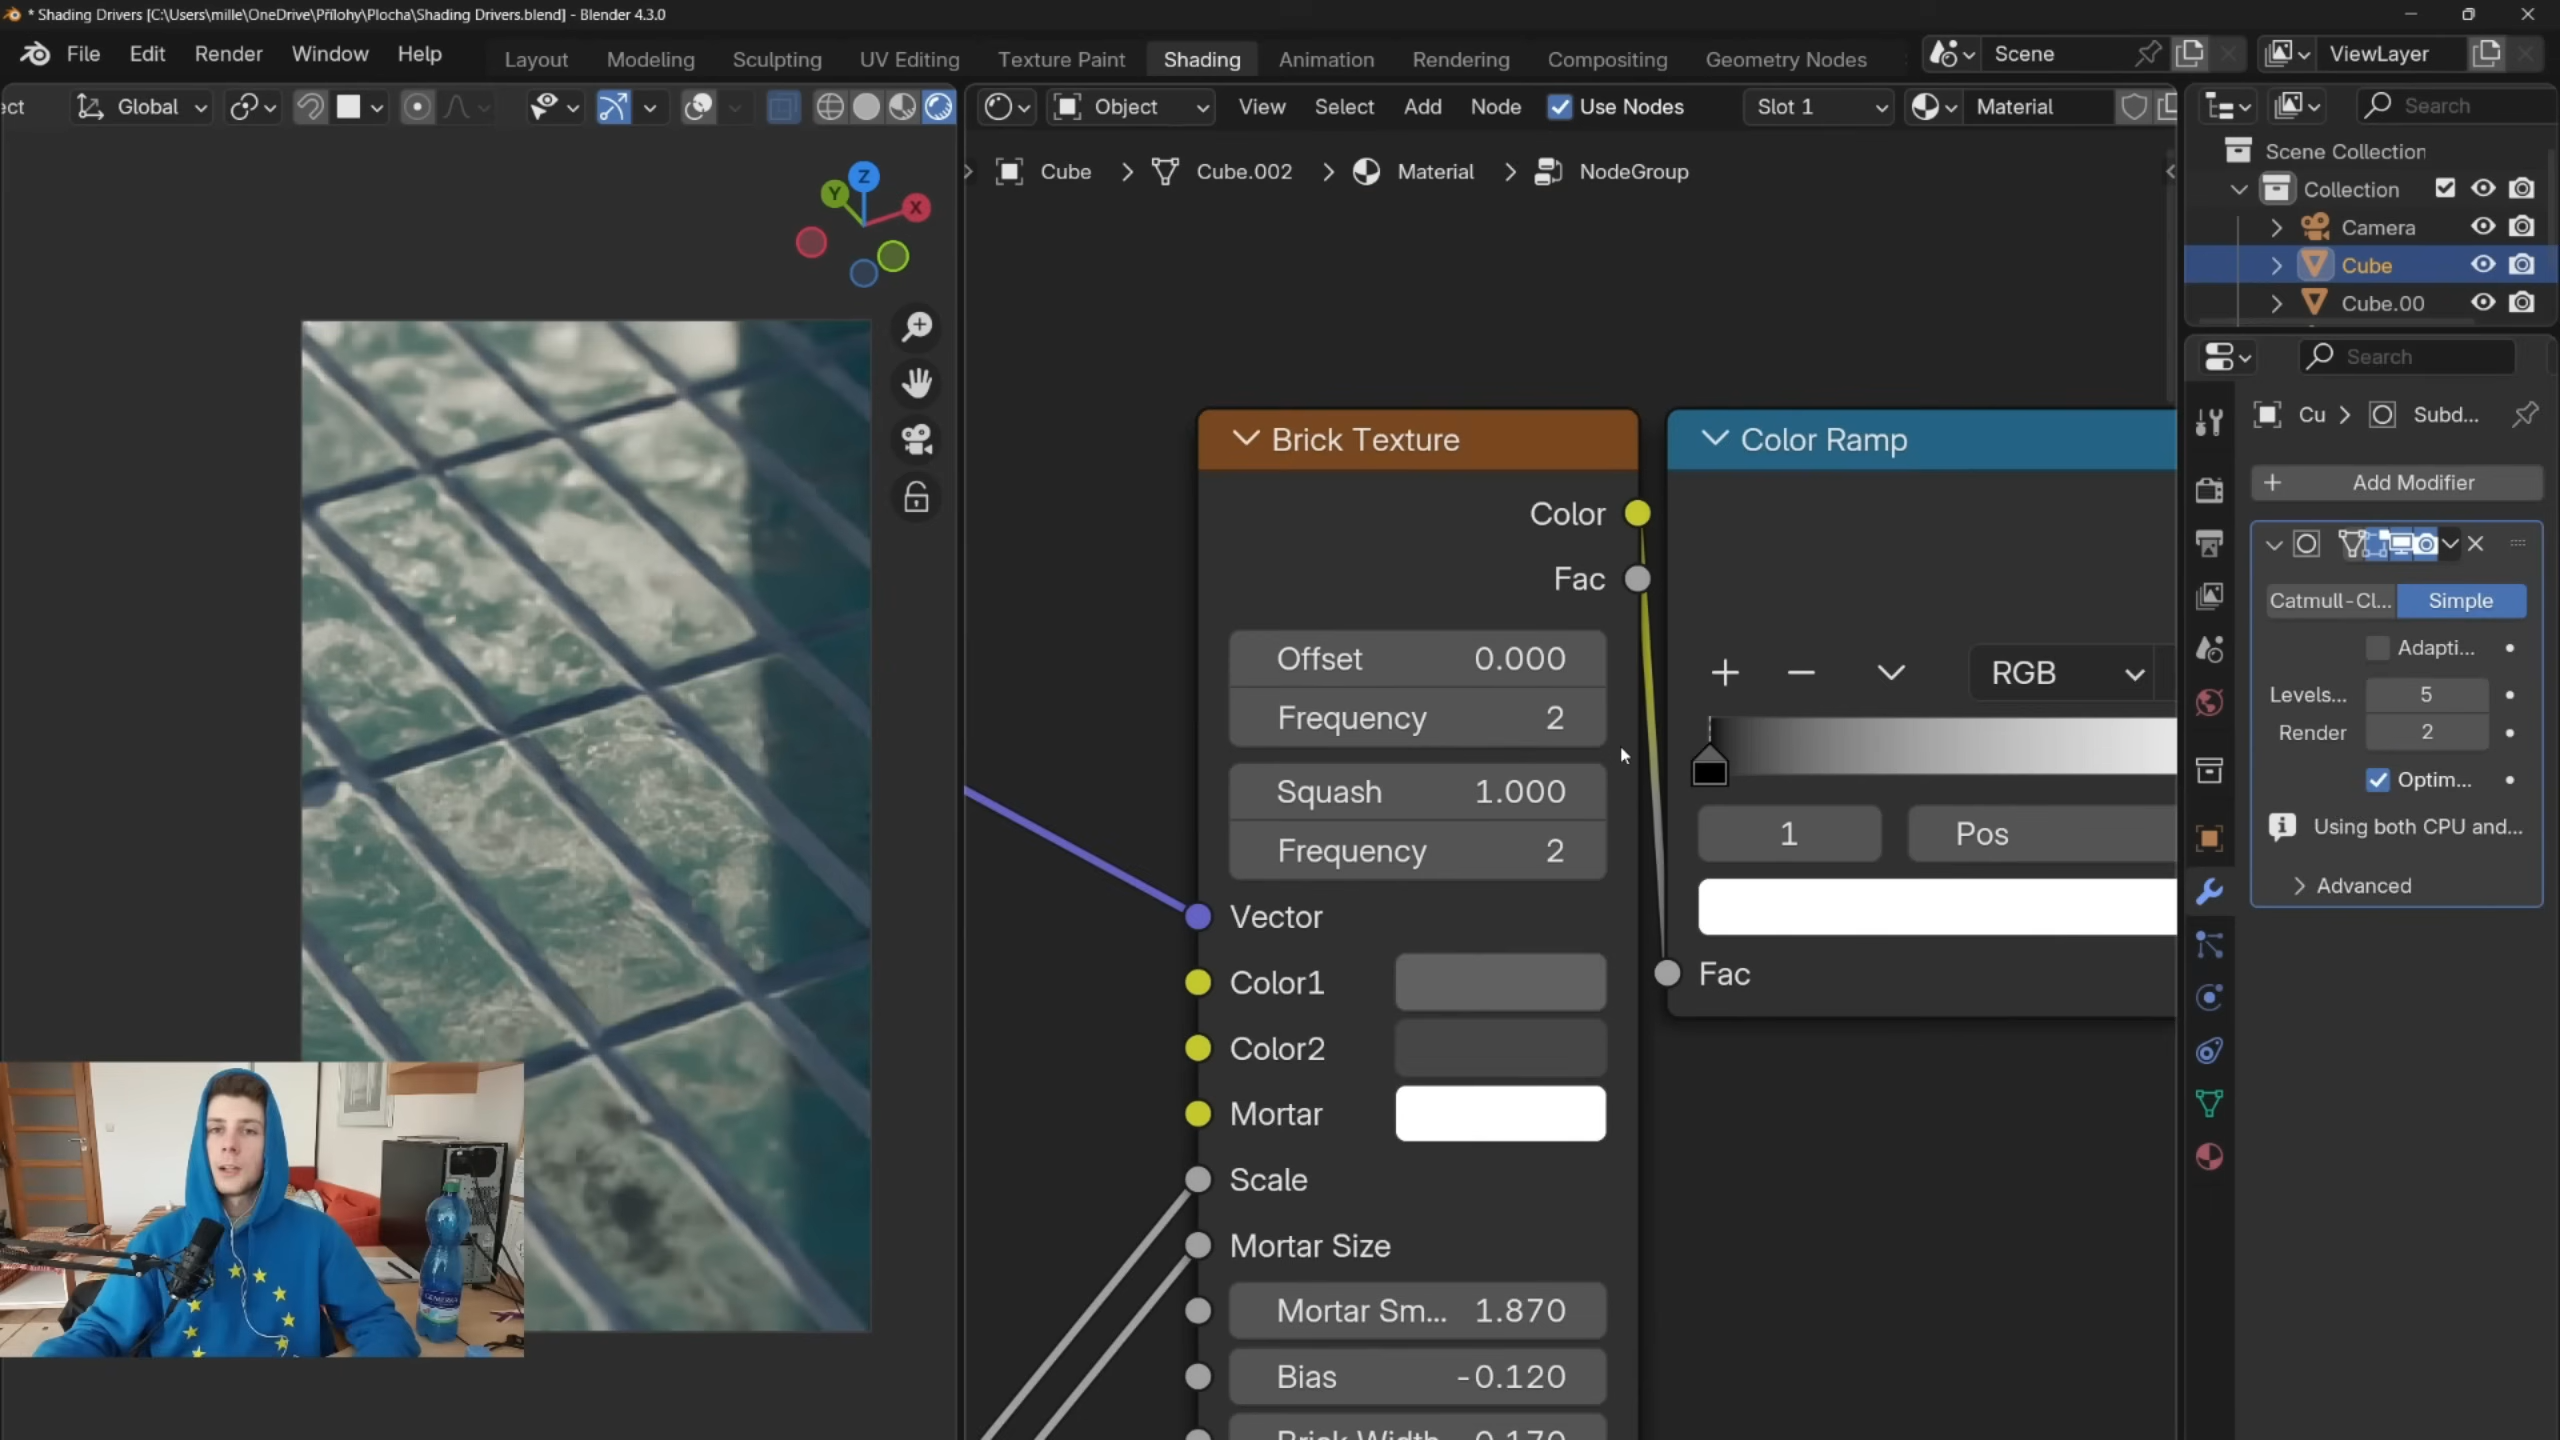 * Shading Drivers [C:\Users\mille\OneDrive\Přílohy\Plocha\Shading Drivers.blend] - Blender 4.3.0
File Edit Render Window Help
Layout Modeling Sculpting UV Editing Texture Paint Shading Animation Rendering Compositing Geometry Nodes
Scene
ViewLayer
ect Global
Object View Select Add Node Use Nodes Slot 1 Material
Search
Cube > Cube.002 > Material > NodeGroup
Z
Y
X
Scene Collection
Collection
Camera
Cube
Cube.00
Search
Cu > Subd...
Add Modifier
Catmull-Cl... Simple
Adapti...
Levels... 5
Render 2
Optim...
Using both CPU and...
Advanced
Brick Texture
Color
Fac
Offset 0.000
Frequency 2
Squash 1.000
Frequency 2
Vector
Color1
Color2
Mortar
Scale
Mortar Size
Mortar Sm... 1.870
Bias -0.120
Brick Width 0.170
Color Ramp
RGB
1 Pos
Fac